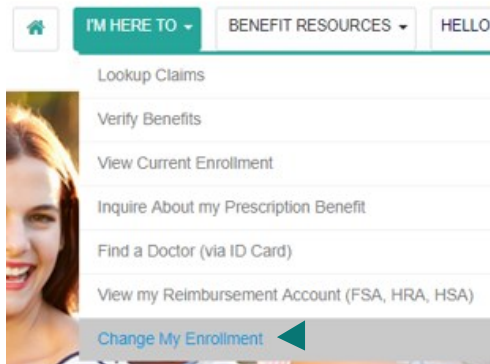 I'M HERE TO BENEFIT RESOURCES HELLO
Lookup Claims
Verify Benefits
View Current Enrollment
Inquire About my Prescription Benefit
Find a Doctor (via ID Card)
View my Reimbursement Account (FSA, HRA, HSA)
Change My Enrollment